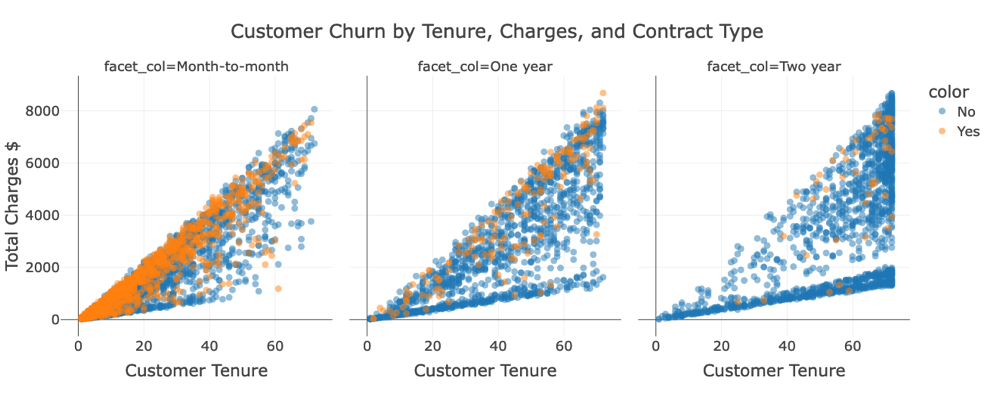 Customer Churn by Tenure, Charges, and Contract Type
facet_col=Month-to-month
facet_col=One year
facet_col=Two year
color
No
Yes
Total Charges $
8000
6000
4000
2000
0
0 20 40 60
0 20 40 60
0 20 40 60
Customer Tenure
Customer Tenure
Customer Tenure